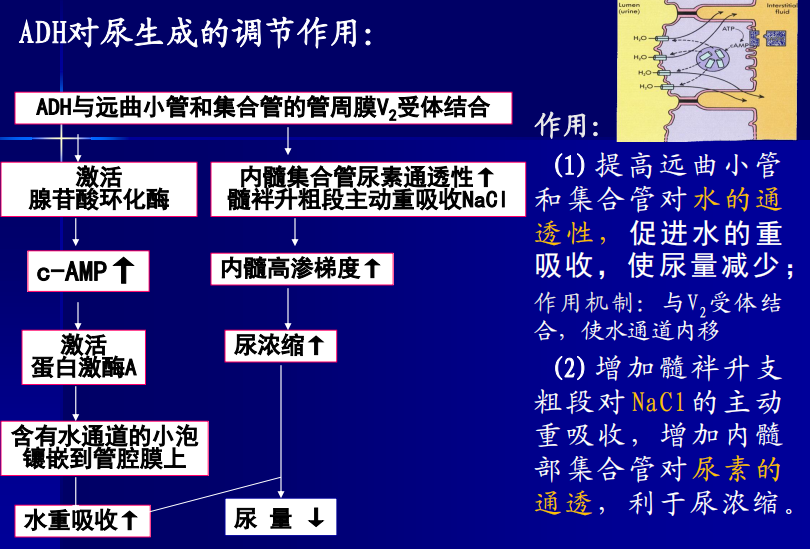 ADH对尿生成的调节作用：
Lumen
(urine)
Interstitial
fluid
ATP
cAMP
H₂O
H₂O
H₂O
H₂O
ADH与远曲小管和集合管的管周膜V₂受体结合
激活
腺苷酸环化酶
c-AMP↑
激活
蛋白激酶A
含有水通道的小泡
镶嵌到管腔膜上
水重吸收↑
内髓集合管尿素通透性↑
髓袢升粗段主动重吸收NaCl
内髓高渗梯度↑
尿浓缩↑
尿 量 ↓
作用：
(1) 提高远曲小管
和集合管对水的通
透性，促进水的重
吸收，使尿量减少；
作用机制：与V₂受体结
合，使水通道内移
(2) 增加髓袢升支
粗段对NaCl的主动
重吸收，增加内髓
部集合管对尿素的
通透，利于尿浓缩。